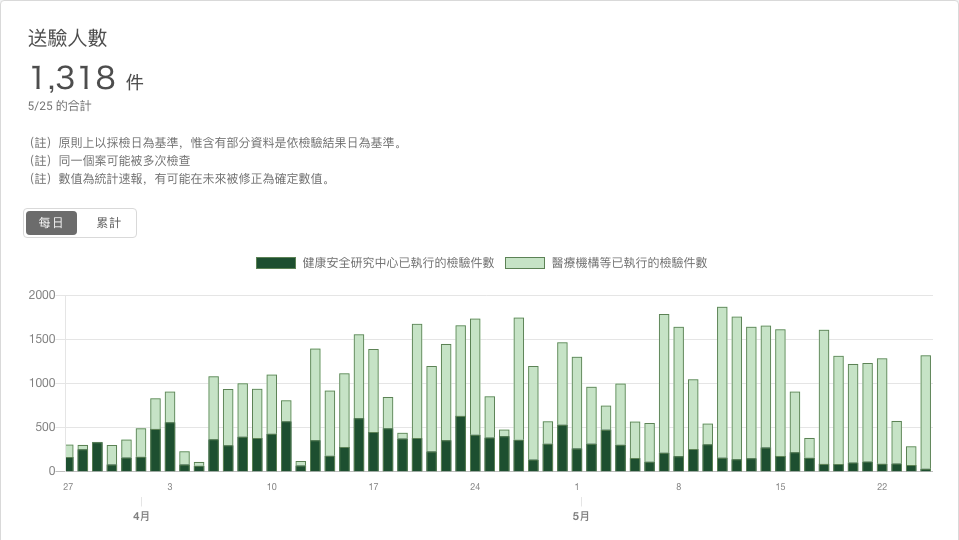 送驗人數
1,318 件
5/25 的合計
（註）原則上以採檢日為基準，惟含有部分資料是依檢驗結果日為基準。
（註）同一個案可能被多次檢查
（註）數值為統計速報，有可能在未來被修正為確定數值。
每日 累計
健康安全研究中心已執行的檢驗件數 醫療機構等已執行的檢驗件數
2000
1500
1000
500
0
27 3 10 17 24 1 8 15 22
4月 5月